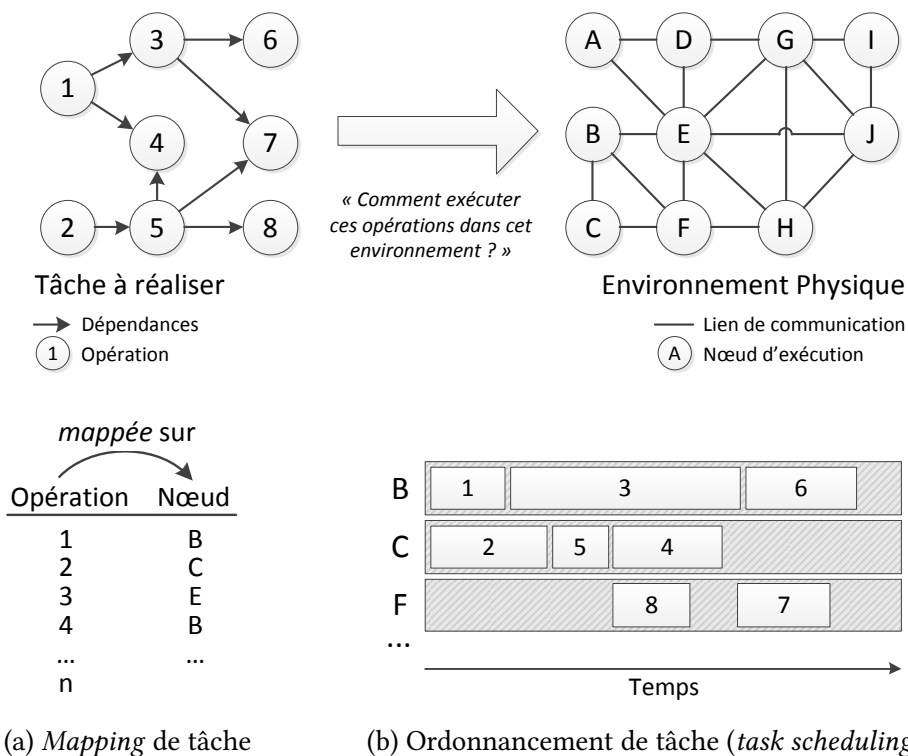 3 6
1
4 7
2 5 8
« Comment exécuter
ces opérations dans cet
environnement ? »
A D G I
B E J
C F H
Tâche à réaliser
Dépendances
1 Opération
Environnement Physique
Lien de communication
A Nœud d'exécution
mappée sur
Opération Nœud
1 B
2 C
3 E
4 B
... ...
n
B 1 3 6
C 2 5 4
F 8 7
...
Temps
(a) Mapping de tâche
(b) Ordonnancement de tâche (task scheduling